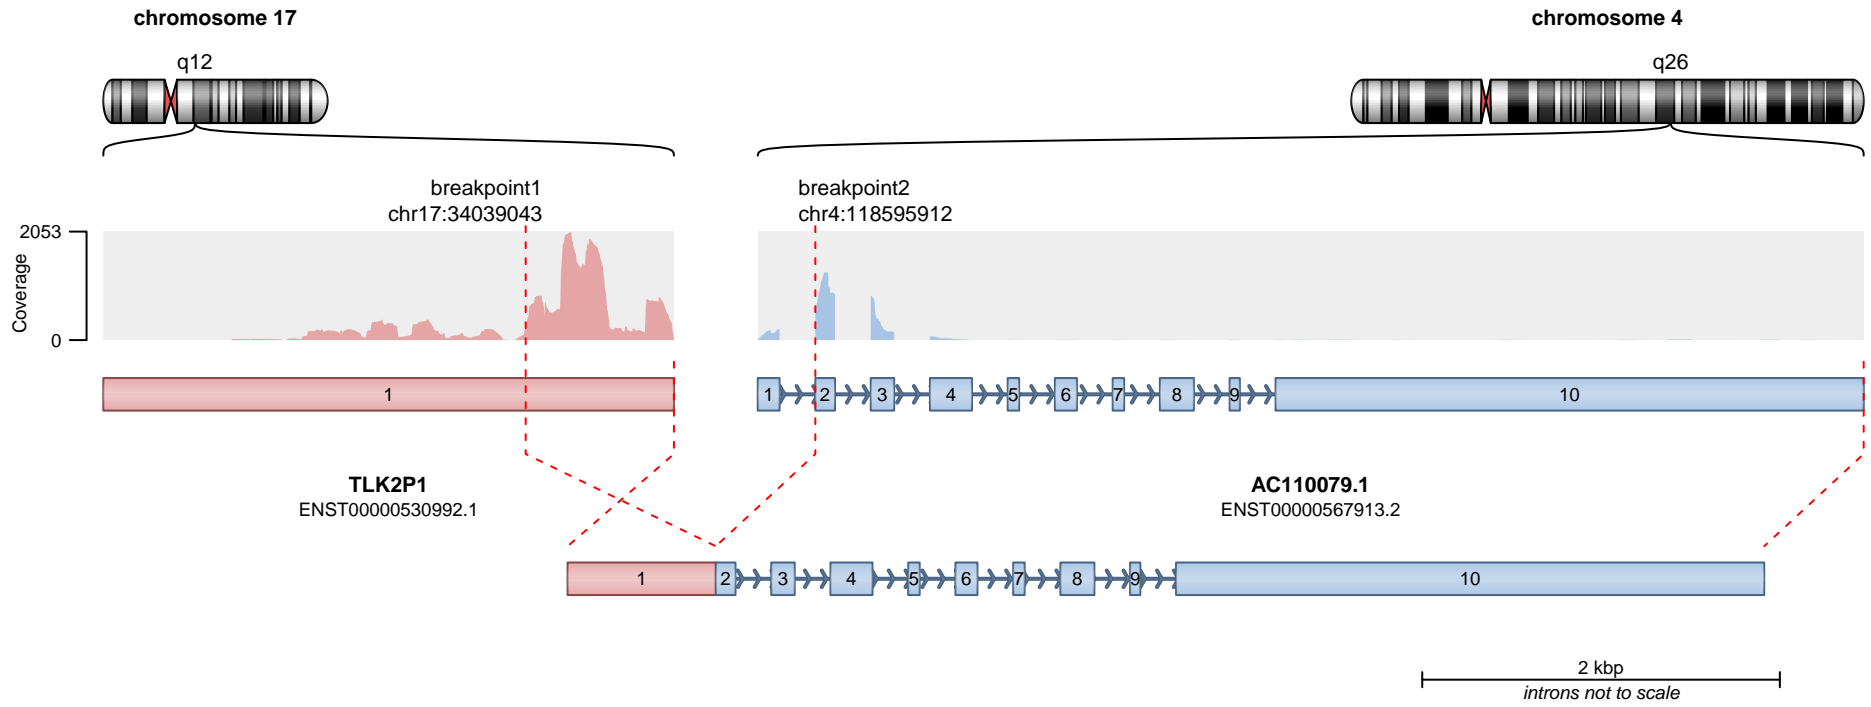 chromosome 17
chromosome 4
q12
q26
breakpoint1
chr17:34039043
breakpoint2
chr4:118595912
2053
Coverage
0
1
1 2 3 4 5 6 7 8 9 10
TLK2P1
ENST00000530992.1
AC110079.1
ENST00000567913.2
1 2 3 4 5 6 7 8 9 10
2 kbp
introns not to scale